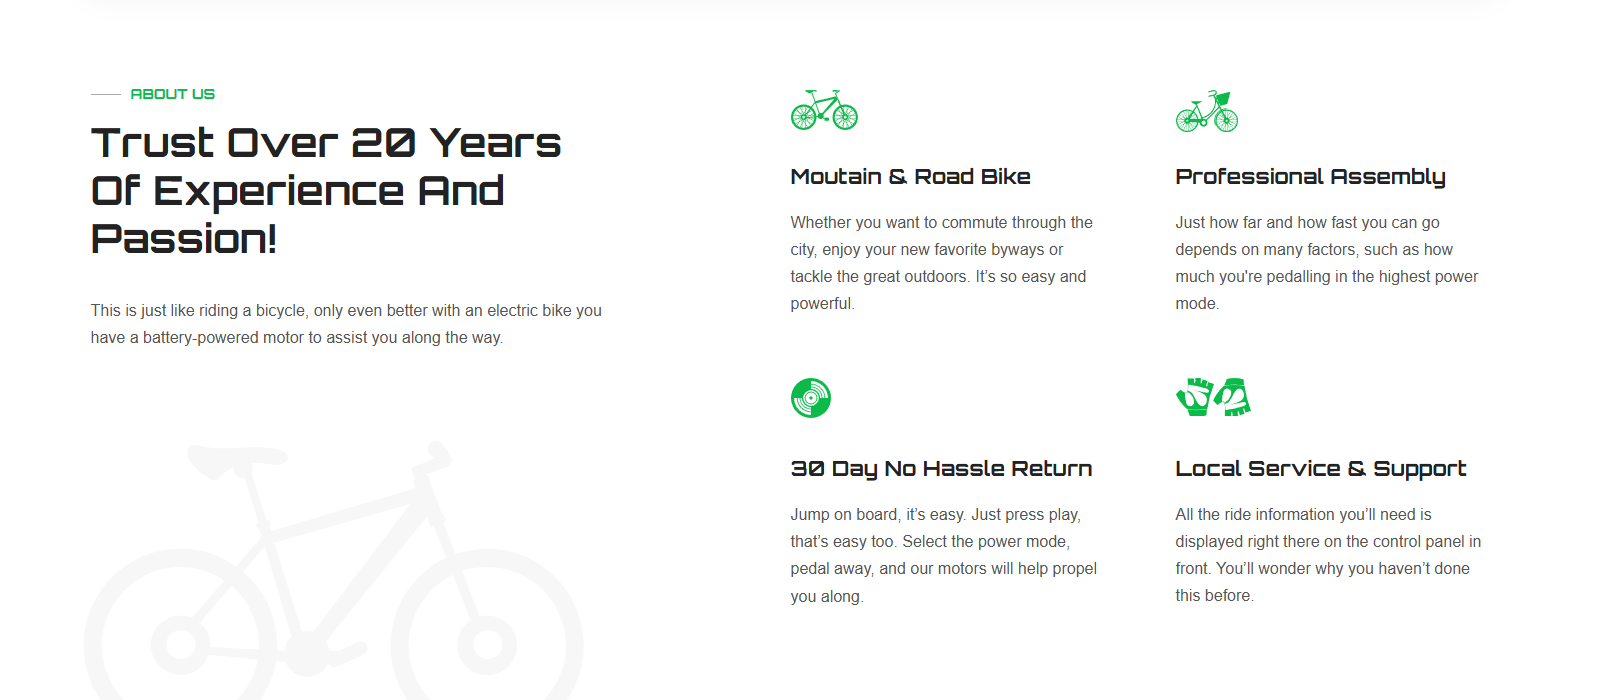 ABOUT US
Trust Over 20 Years
Of Experience And
Passion!
This is just like riding a bicycle, only even better with an electric bike you
have a battery-powered motor to assist you along the way.
Moutain & Road Bike
Whether you want to commute through the
city, enjoy your new favorite byways or
tackle the great outdoors. It’s so easy and
powerful.
Professional Assembly
Just how far and how fast you can go
depends on many factors, such as how
much you're pedalling in the highest power
mode.
30 Day No Hassle Return
Jump on board, it’s easy. Just press play,
that’s easy too. Select the power mode,
pedal away, and our motors will help propel
you along.
Local Service & Support
All the ride information you’ll need is
displayed right there on the control panel in
front. You’ll wonder why you haven’t done
this before.